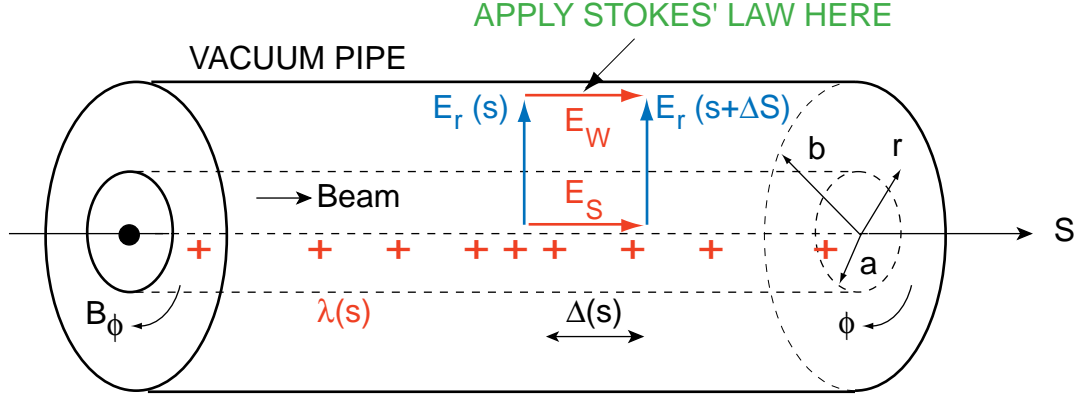 APPLY STOKES' LAW HERE
VACUUM PIPE
E_r (s)
E_W
E_r (s+ΔS)
b
r
Beam
E_S
S
+ + + + + + + + +
a
B_ϕ
λ(s)
Δ(s)
ϕ